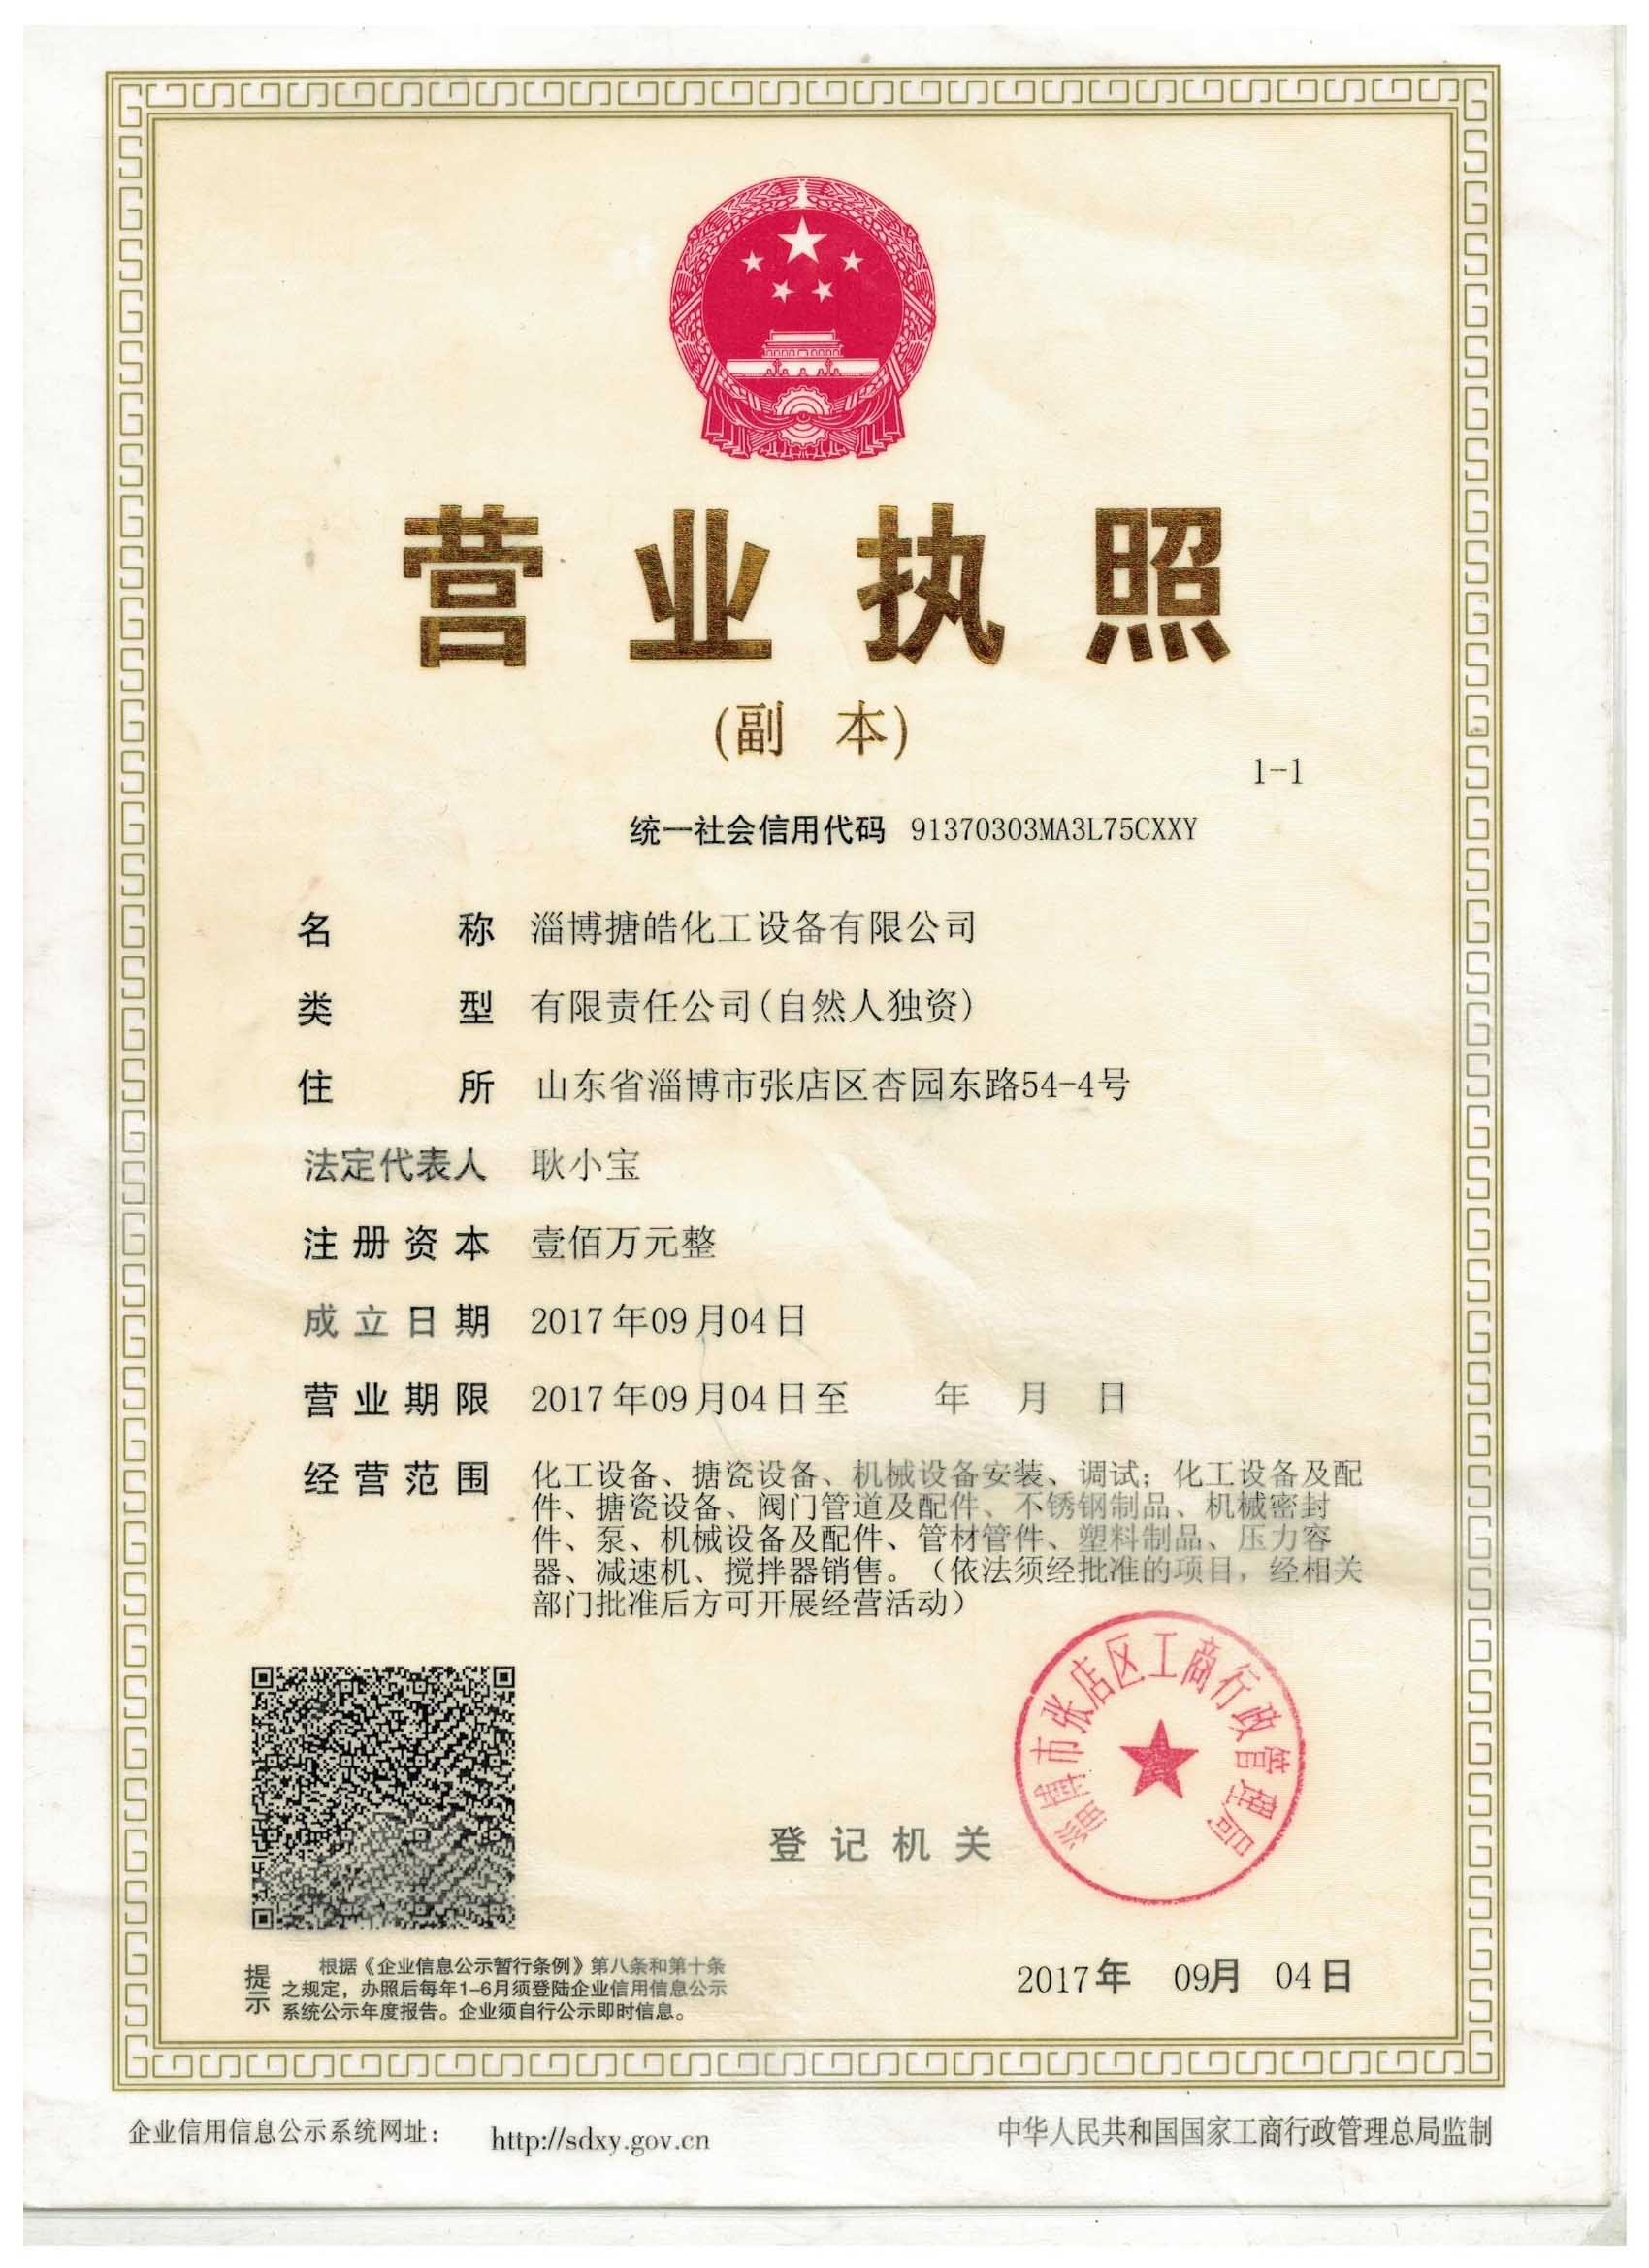 营业执照
(副 本)
1-1
统一社会信用代码 91370303MA3L75CXXY
名称 淄博搪皓化工设备有限公司
类型 有限责任公司(自然人独资)
住所 山东省淄博市张店区杏园东路54-4号
法定代表人 耿小宝
注册资本 壹佰万元整
成立日期 2017年09月04日
营业期限 2017年09月04日至 年 月 日
经营范围 化工设备、搪瓷设备、机械设备安装、调试；化工设备及配
件、搪瓷设备、阀门管道及配件、不锈钢制品、机械密封
件、泵、机械设备及配件、管材管件、塑料制品、压力容
器、减速机、搅拌器销售。（依法须经批准的项目，经相关
部门批准后方可开展经营活动）
淄博市张店区工商行政管理局
登记机关
2017年 09月 04日
提示
根据《企业信息公示暂行条例》第八条和第十条
之规定，办照后每年1-6月须登陆企业信用信息公示
系统公示年度报告。企业须自行公示即时信息。
企业信用信息公示系统网址： http://sdxy.gov.cn
中华人民共和国国家工商行政管理总局监制